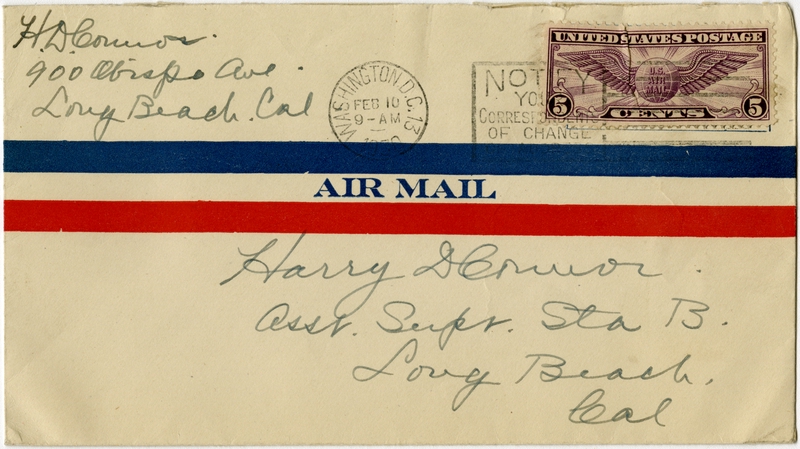 H. D. Connor.
900 Obispo Ave.
Long Beach. Cal
WASHINGTON, D.C. 13
FEB 10
9-AM
NOTIFY
YOUR
CORRESPONDENTS
OF CHANGE
UNITED STATES POSTAGE
U.S.
AIR
MAIL
5 CENTS 5
AIR MAIL
Harry D Connor.
Asst. Supt. Sta B.
Long Beach.
Cal